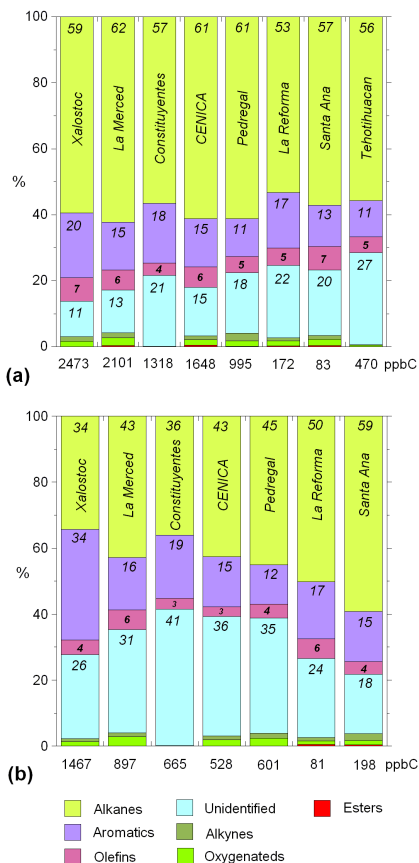 100
80
60
%
40
20
0
59 62 57 61 61 53 57 56
Xalostoc La Merced Constituyentes CENICA Pedregal La Reforma Santa Ana Tehotihuacan
20 15 18 15 11 17 13 11
7 6 4 6 5 5 7 5
11 13 21 15 18 22 20 27
2473 2101 1318 1648 995 172 83 470 ppbC
(a)
100
80
60
%
40
20
0
34 43 36 43 45 50 59
Xalostoc La Merced Constituyentes CENICA Pedregal La Reforma Santa Ana
34 16 19 15 12 17 15
4 6 3 3 4 6 4
26 31 41 36 35 24 18
1467 897 665 528 601 81 198 ppbC
(b)
Alkanes Unidentified Esters
Aromatics Alkynes
Olefins Oxygenateds